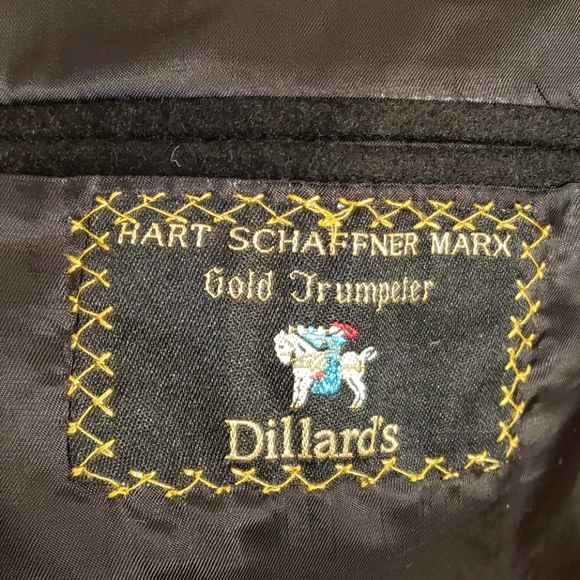 HART SCHAFFNER MARX
Gold Trumpeter
Dillard's